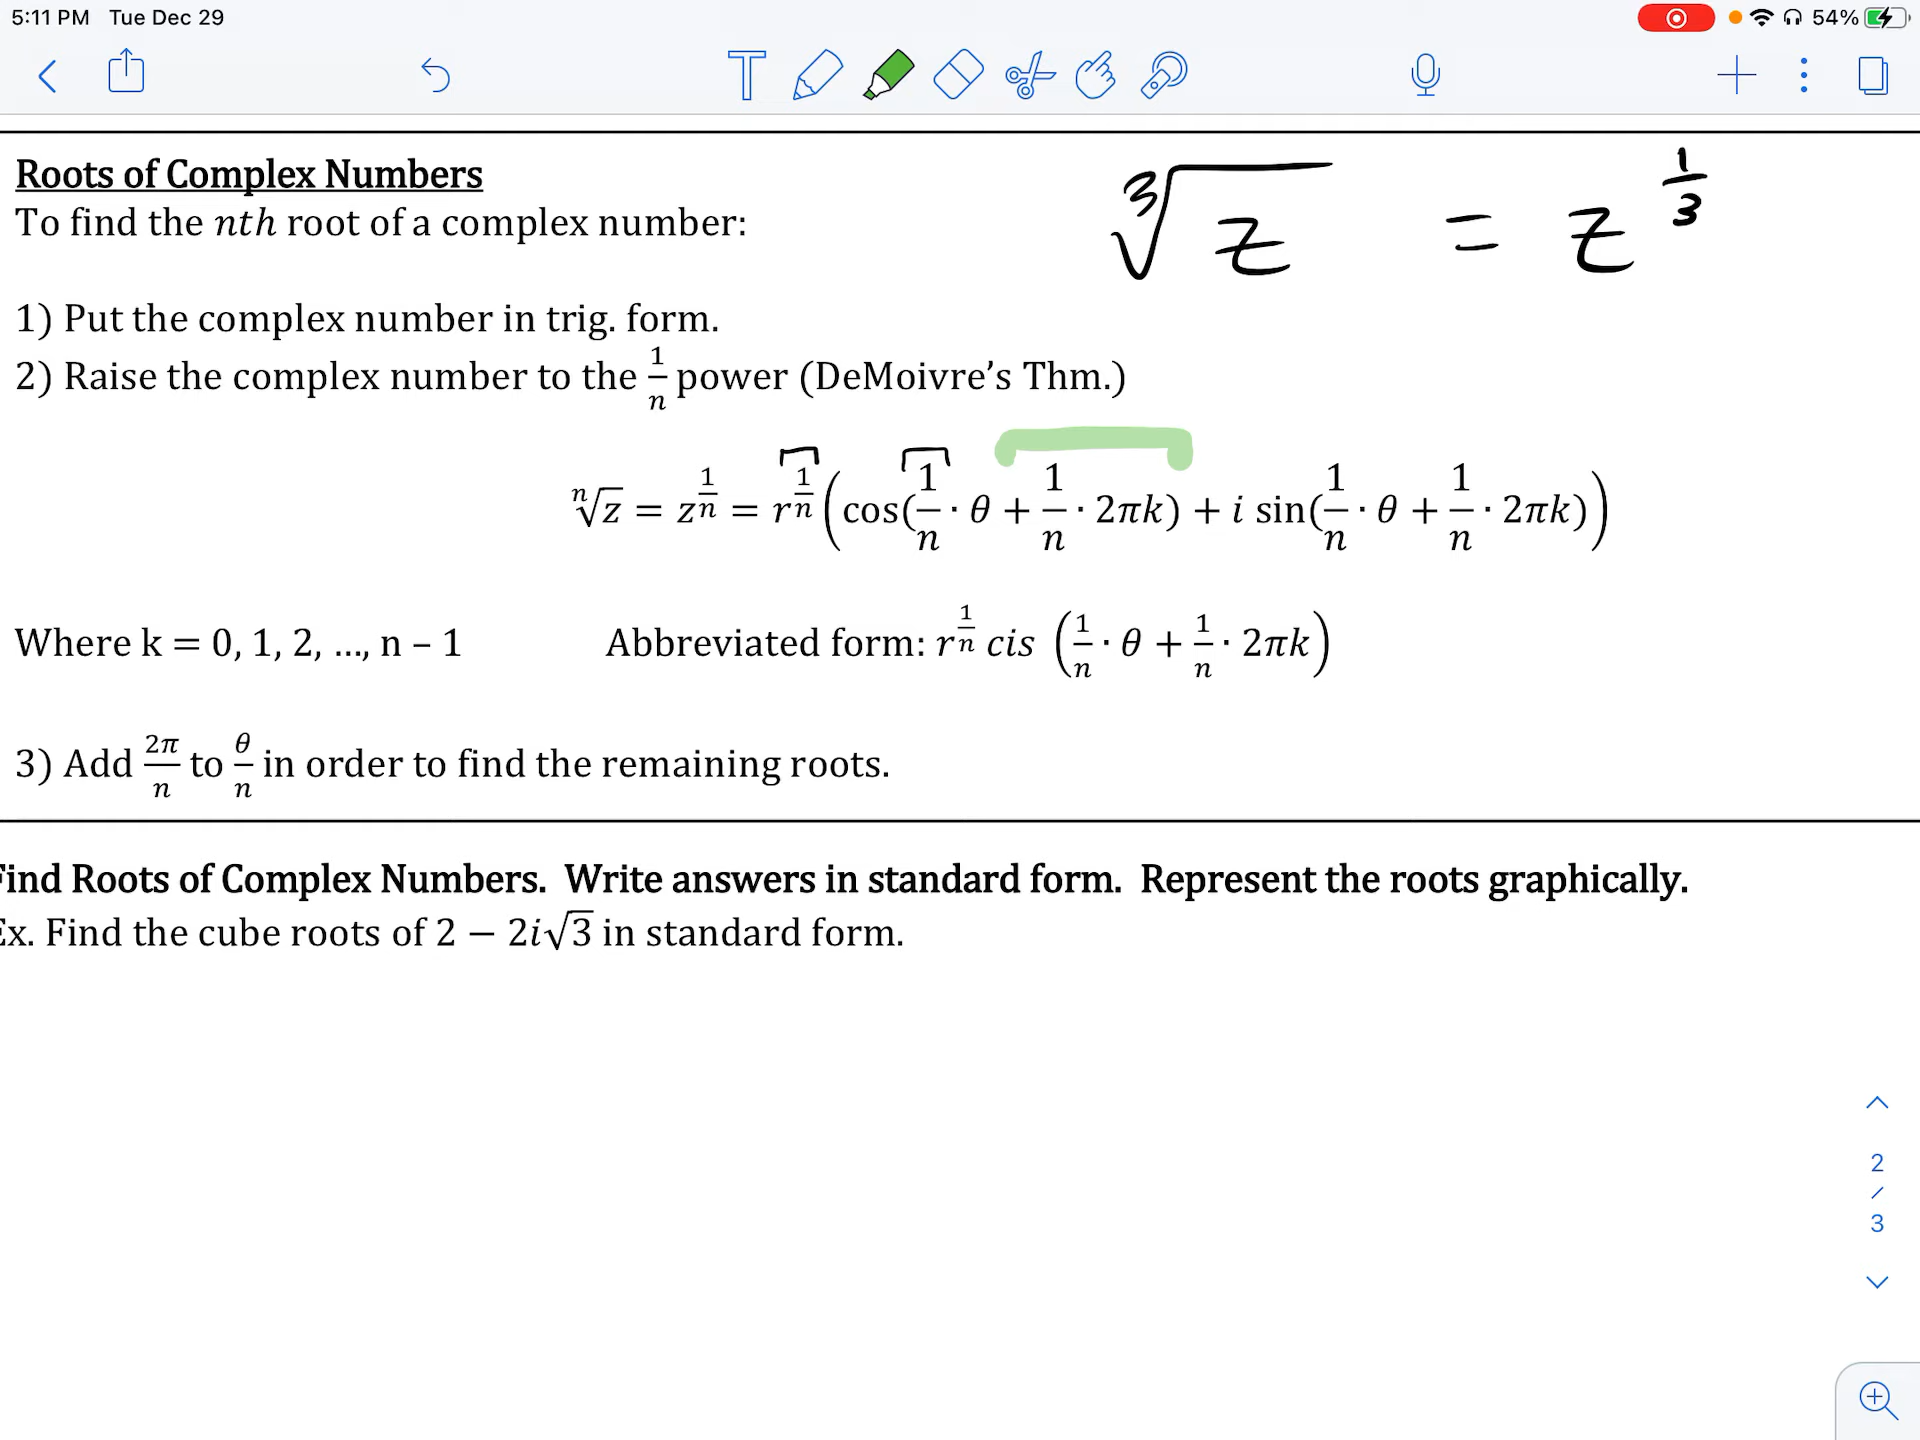 5:11 PM Tue Dec 29
54%
Roots of Complex Numbers
∛z = z^(1/3)
To find the nth root of a complex number:
1) Put the complex number in trig. form.
2) Raise the complex number to the 1/n power (DeMoivre’s Thm.)
ⁿ√z = z^(1/n) = r^(1/n) (cos(1/n · θ + 1/n · 2πk) + i sin(1/n · θ + 1/n · 2πk))
Where k = 0, 1, 2, …, n – 1 Abbreviated form: r^(1/n) cis (1/n · θ + 1/n · 2πk)
3) Add 2π/n to θ/n in order to find the remaining roots.
Find Roots of Complex Numbers. Write answers in standard form. Represent the roots graphically.
Ex. Find the cube roots of 2 − 2i√3 in standard form.
2
/
3